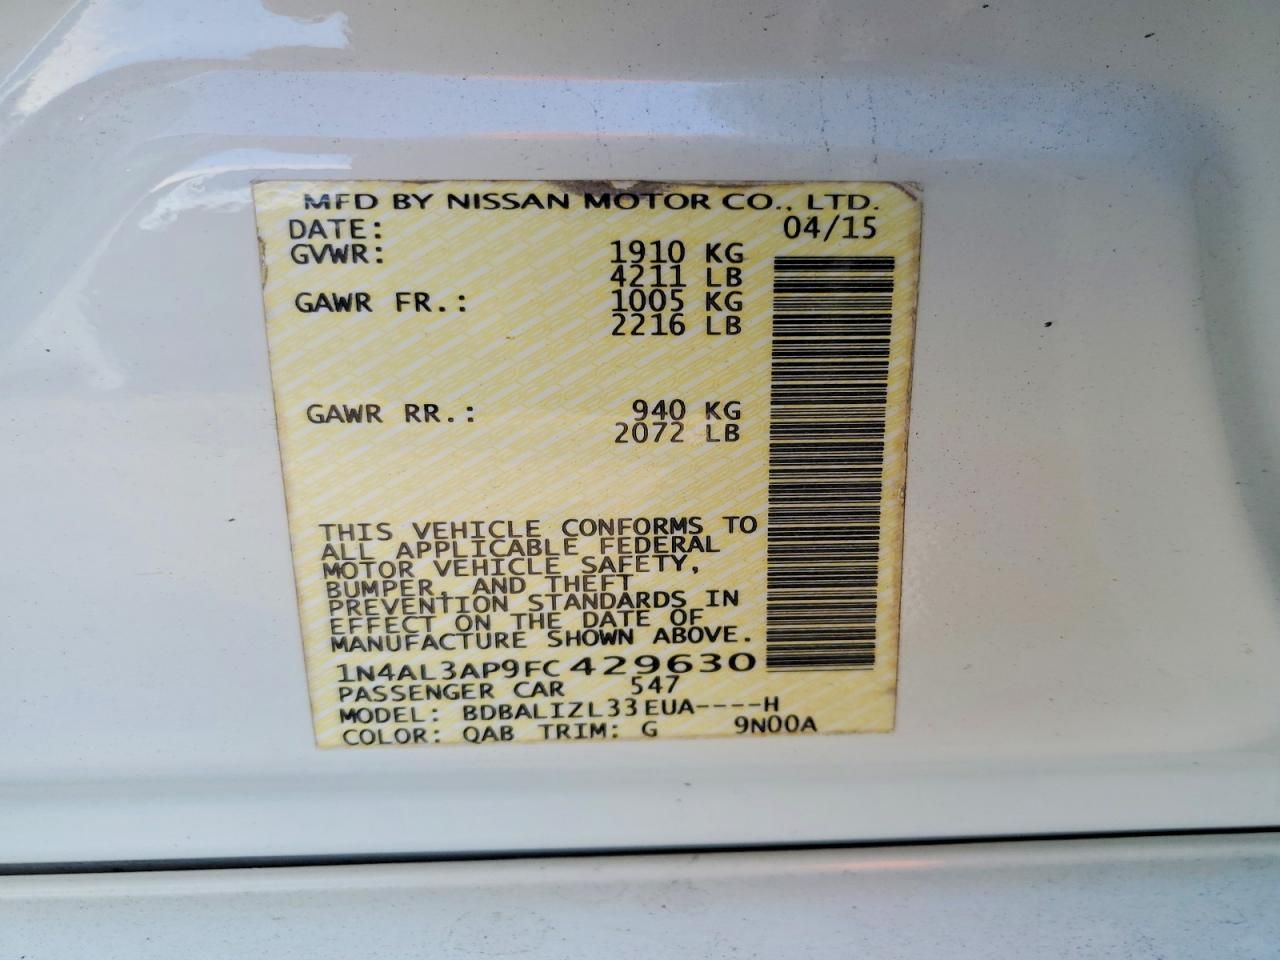 MFD BY NISSAN MOTOR CO., LTD.
DATE: 04/15
GVWR: 1910 KG
4211 LB
GAWR FR.: 1005 KG
2216 LB
GAWR RR.: 940 KG
2072 LB
THIS VEHICLE CONFORMS TO
ALL APPLICABLE FEDERAL
MOTOR VEHICLE SAFETY,
BUMPER, AND THEFT
PREVENTION STANDARDS IN
EFFECT ON THE DATE OF
MANUFACTURE SHOWN ABOVE.
1N4AL3AP9FC429630
PASSENGER CAR 547
MODEL: BDBALIZL33EUA----H
COLOR: QAB TRIM: G 9N00A